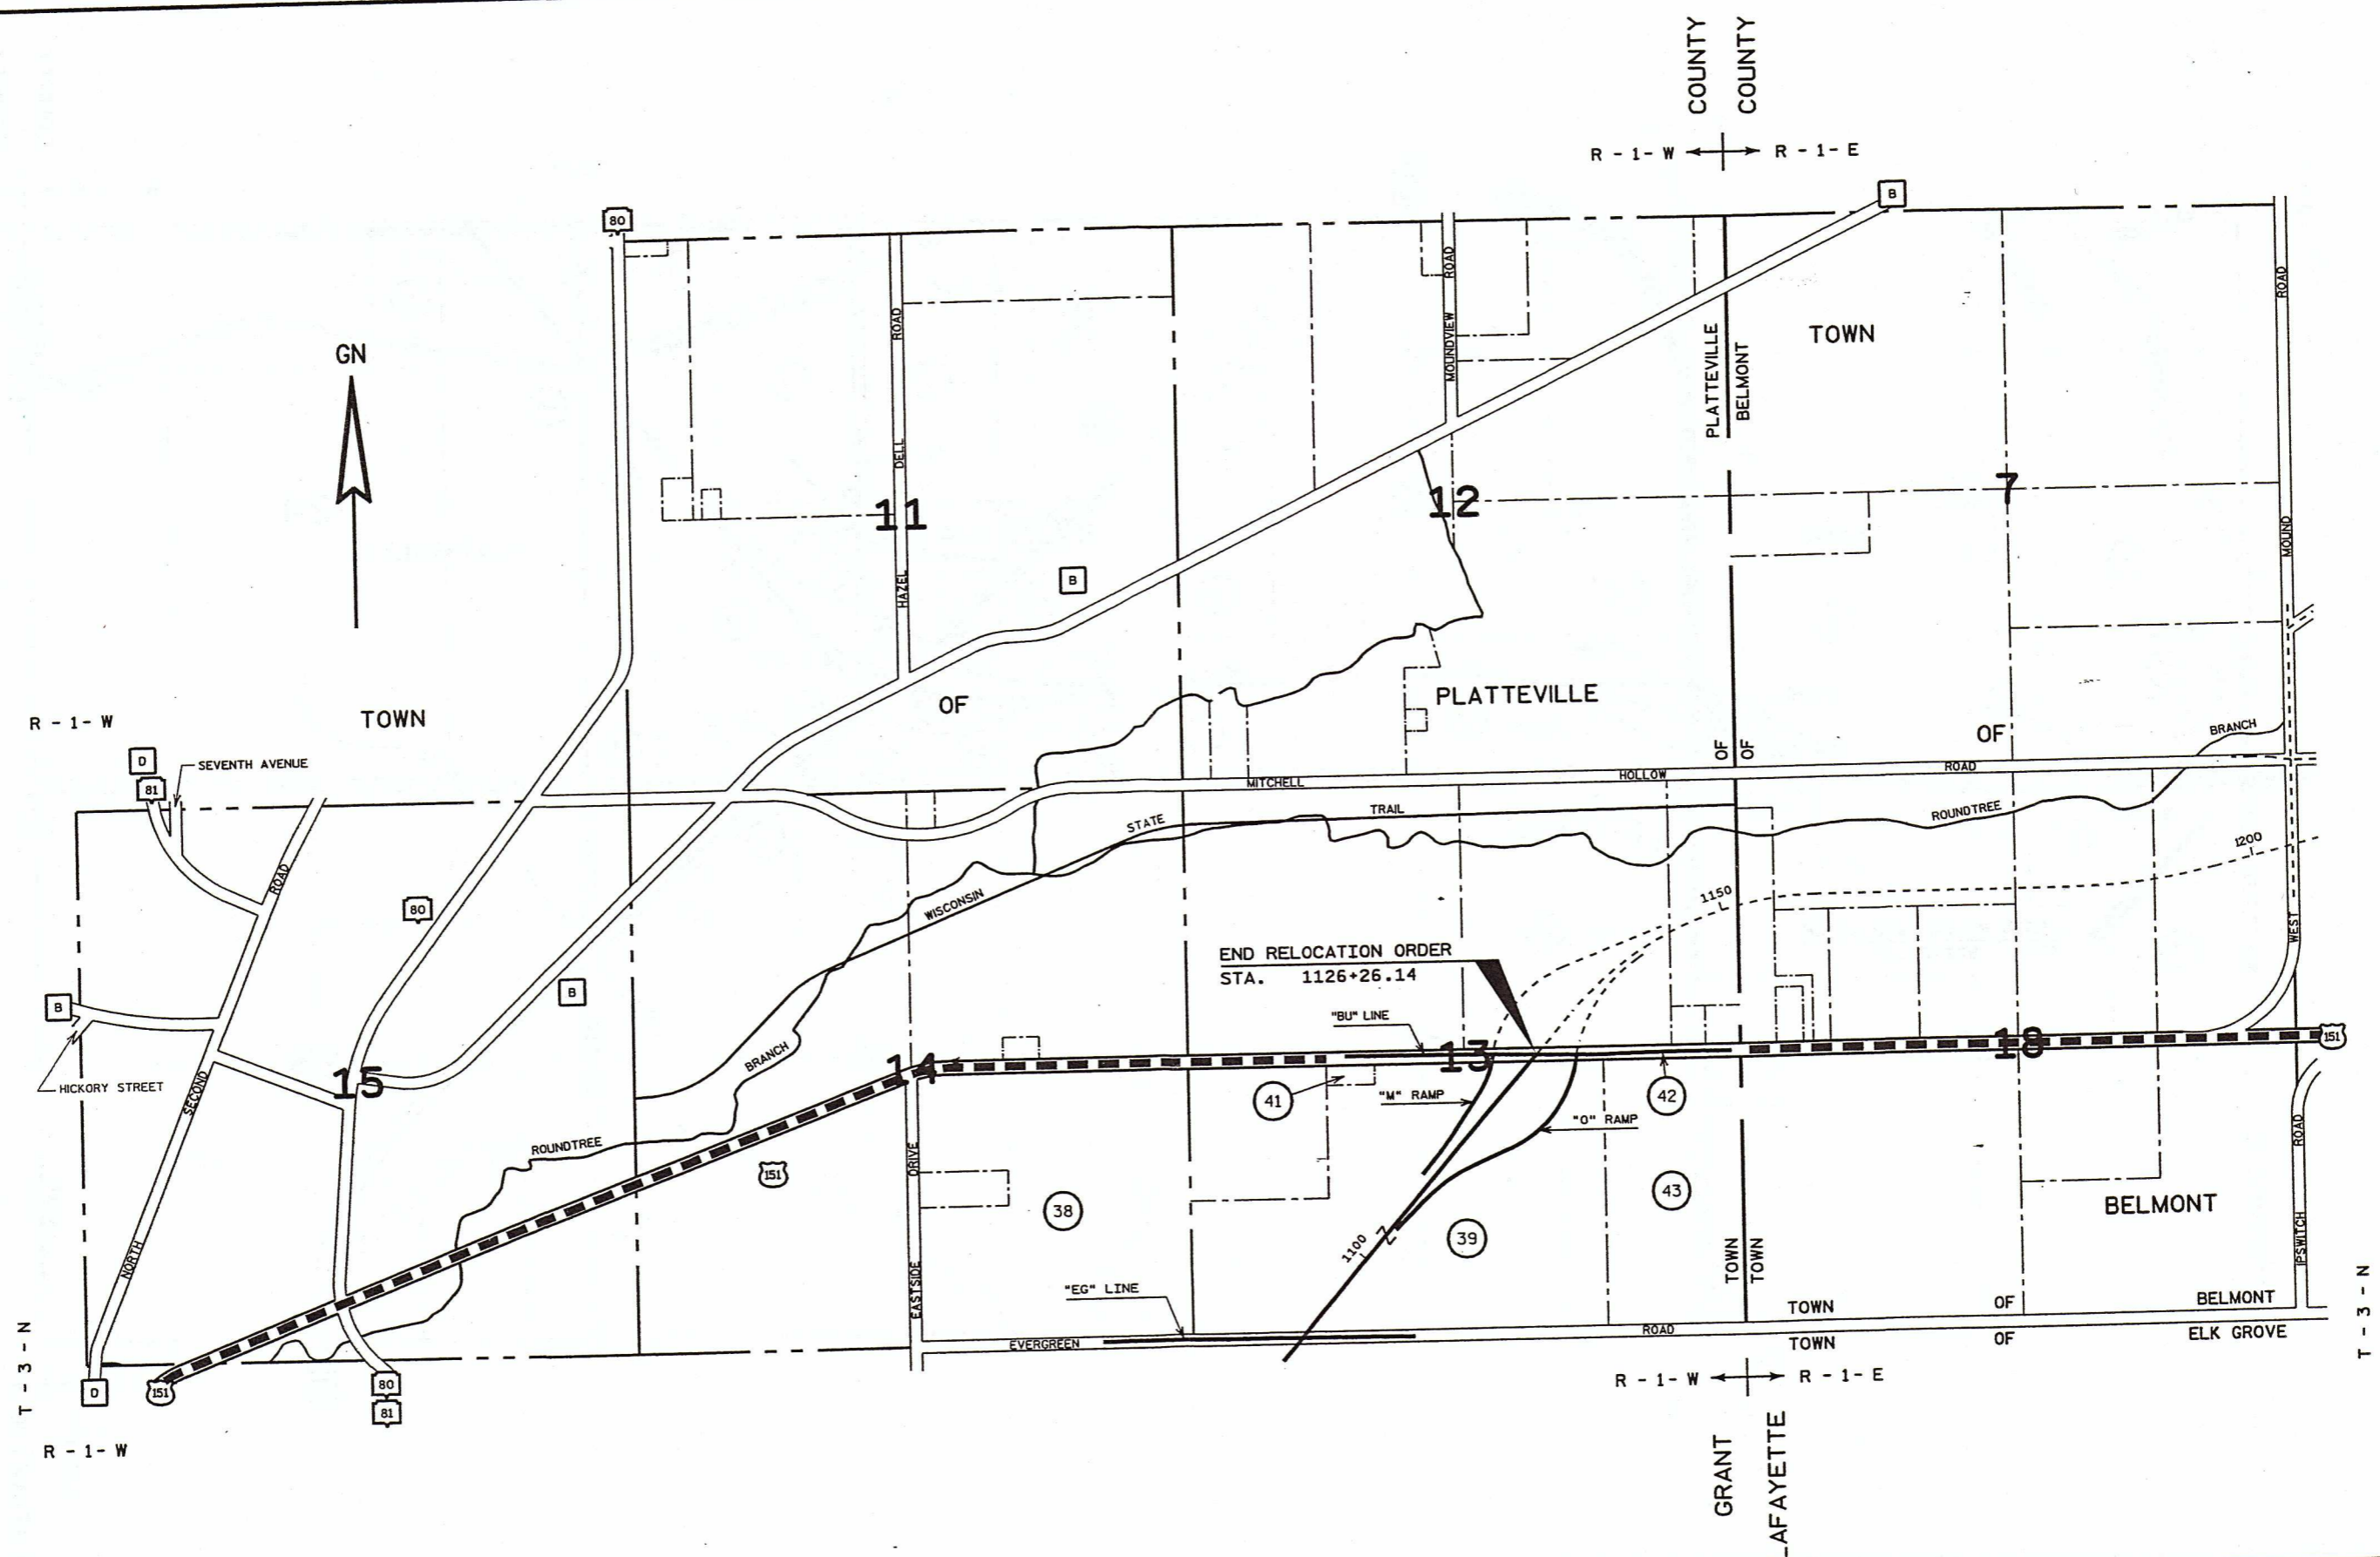 COUNTY
COUNTY
R - 1- W
R - 1- E
B
80
ROAD
MOUNDVIEW
ROAD
DELL
HAZEL
ROAD
MOUND
WEST
TOWN
PLATTEVILLE
BELMONT
GN
11
12
7
B
R - 1- W
TOWN
OF
PLATTEVILLE
OF
OF
OF
BRANCH
D
81
SEVENTH AVENUE
MITCHELL
HOLLOW
ROAD
STATE
TRAIL
ROUNDTREE
1200
ROAD
80
WISCONSIN
1150
END RELOCATION ORDER
STA. 1126+26.14
B
B
"BU" LINE
151
HICKORY STREET
SECOND
NORTH
15
BRANCH
14
13
18
41
"M" RAMP
42
"O" RAMP
ROUNDTREE
151
DRIVE
EASTSIDE
38
39
43
1100
Z
BELMONT
ROAD
IPSWITCH
TOWN
TOWN
"EG" LINE
EVERGREEN
ROAD
TOWN
OF
BELMONT
TOWN
OF
ELK GROVE
T - 3 - N
T - 3 - N
D
151
80
81
R - 1- W
R - 1- E
R - 1- W
GRANT